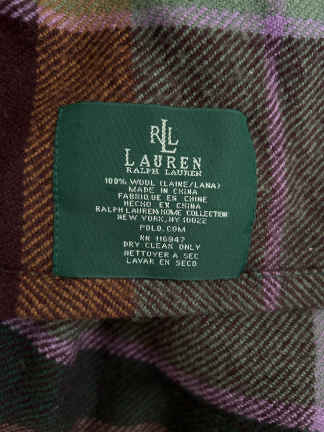 RLL
LAUREN
RALPH LAUREN
100% WOOL (LAINE/LANA)
MADE IN CHINA
FABRIQUE EN CHINE
HECHO EN CHINA
RALPH LAUREN HOME COLLECTION
NEW YORK, NY 10022
POLO.COM
RN 116947
DRY CLEAN ONLY
NETTOYER A SEC
LAVAR EN SECO